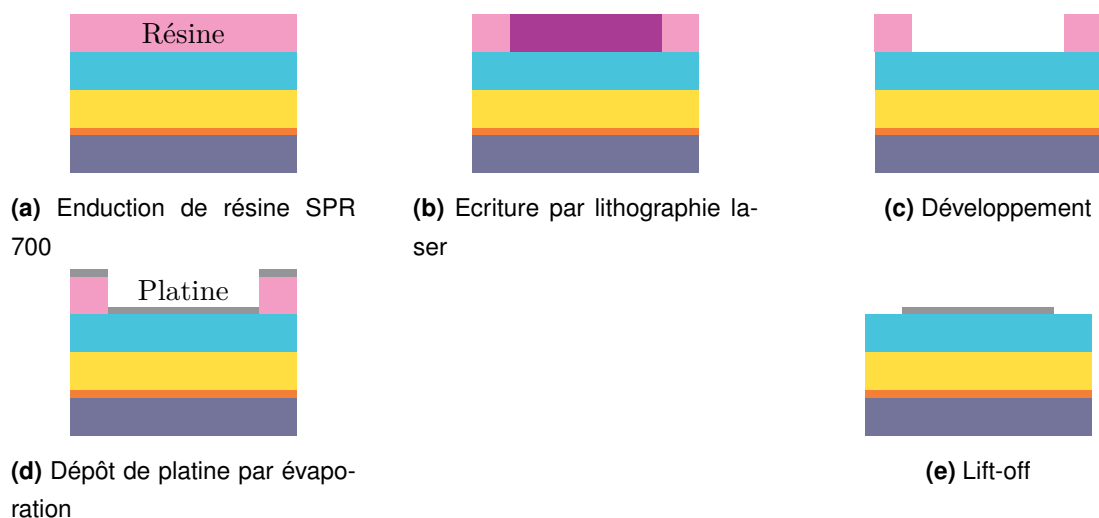 Résine
(a) Enduction de résine SPR
700
(b) Ecriture par lithographie la-
ser
(c) Développement
Platine
(d) Dépôt de platine par évapo-
ration
(e) Lift-off